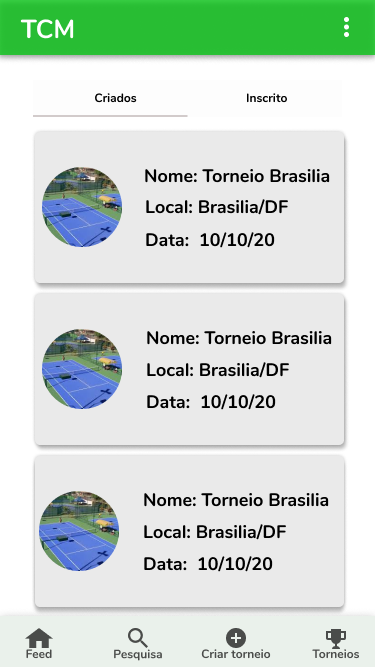 TCM
Criados
Inscrito
Nome: Torneio Brasilia
Local: Brasilia/DF
Data: 10/10/20
Nome: Torneio Brasilia
Local: Brasilia/DF
Data: 10/10/20
Nome: Torneio Brasilia
Local: Brasilia/DF
Data: 10/10/20
Feed
Pesquisa
Criar torneio
Torneios